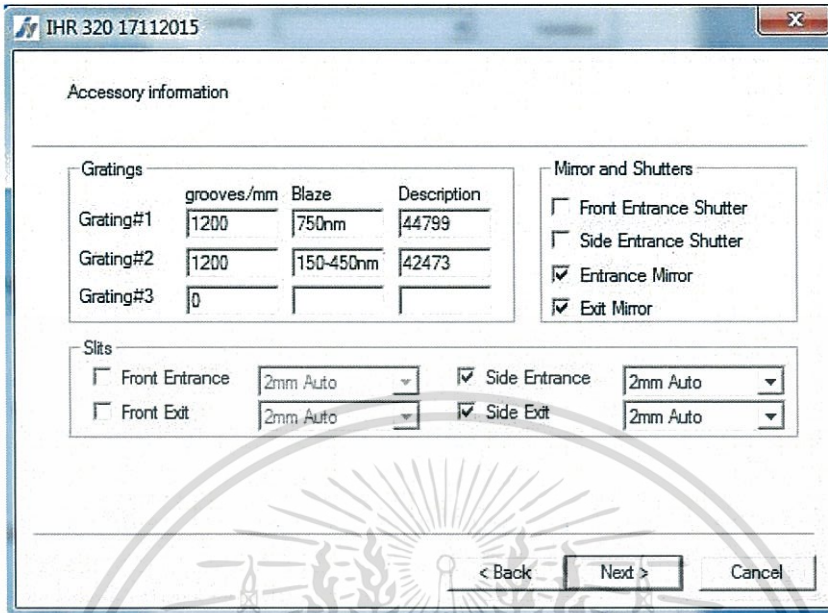 IHR 320 17112015
Accessory information
Gratings
grooves/mm Blaze Description
Grating#1 1200 750nm 44799
Grating#2 1200 150-450nm 42473
Grating#3 0
Mirror and Shutters
Front Entrance Shutter
Side Entrance Shutter
Entrance Mirror
Exit Mirror
Slits
Front Entrance 2mm Auto Side Entrance 2mm Auto
Front Exit 2mm Auto Side Exit 2mm Auto
< Back Next > Cancel